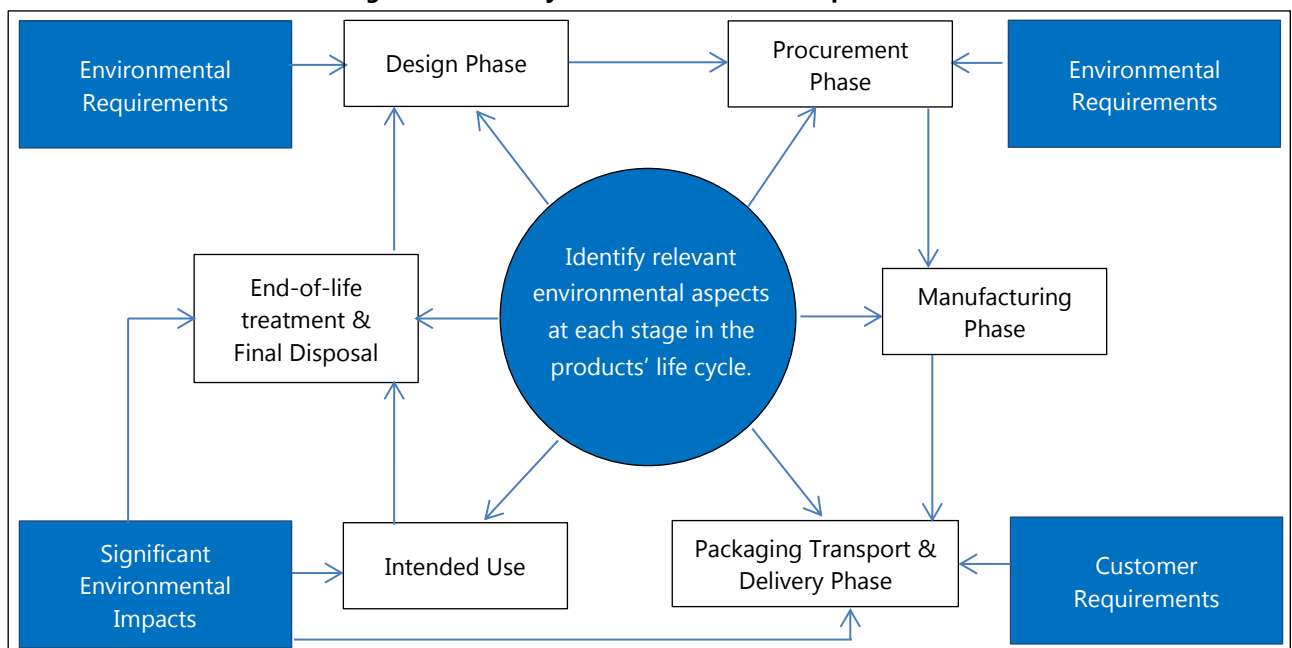 Environmental
Requirements
Design Phase
Procurement
Phase
Environmental
Requirements
Identify relevant
environmental aspects
at each stage in the
products’ life cycle.
End-of-life
treatment &
Final Disposal
Manufacturing
Phase
Significant
Environmental
Impacts
Intended Use
Packaging Transport &
Delivery Phase
Customer
Requirements